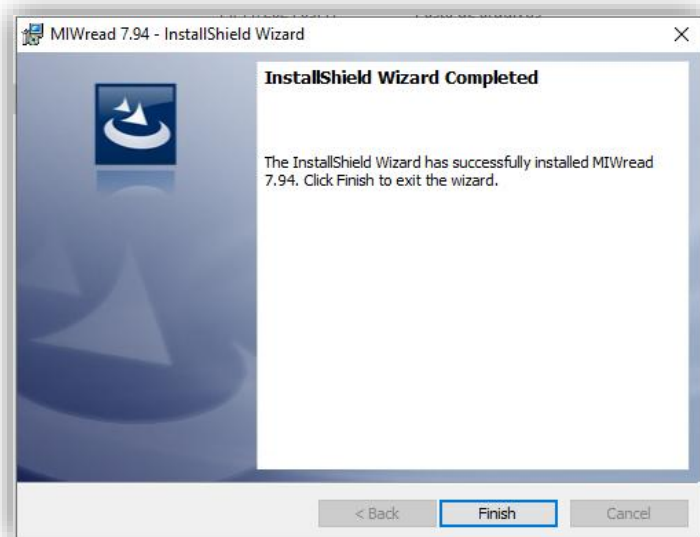 MIWread 7.94 - InstallShield Wizard
InstallShield Wizard Completed
The InstallShield Wizard has successfully installed MIWread
7.94. Click Finish to exit the wizard.
< Back
Finish
Cancel